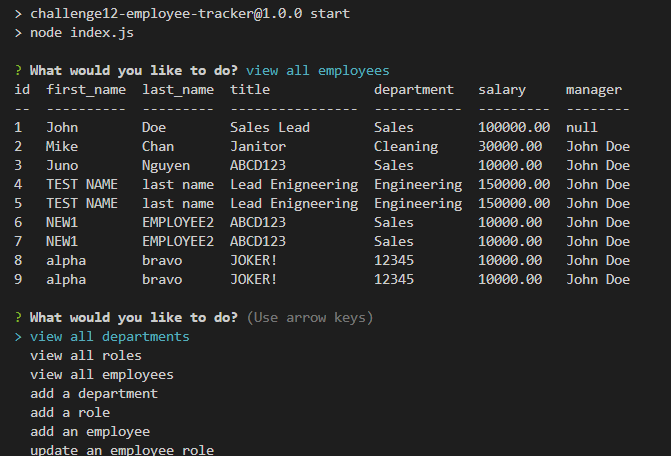 > challenge12-employee-tracker@1.0.0 start
> node index.js
? What would you like to do? view all employees
id  first_name  last_name  title             department   salary     manager
--  ----------  ---------  ----------------  -----------  ---------  --------
1   John        Doe        Sales Lead        Sales        100000.00  null
2   Mike        Chan       Janitor           Cleaning     30000.00   John Doe
3   Juno        Nguyen     ABCD123           Sales        10000.00   John Doe
4   TEST NAME   last name  Lead Enigneering  Engineering  150000.00  John Doe
5   TEST NAME   last name  Lead Enigneering  Engineering  150000.00  John Doe
6   NEW1        EMPLOYEE2  ABCD123           Sales        10000.00   John Doe
7   NEW1        EMPLOYEE2  ABCD123           Sales        10000.00   John Doe
8   alpha       bravo      JOKER!            12345        10000.00   John Doe
9   alpha       bravo      JOKER!            12345        10000.00   John Doe
? What would you like to do? (Use arrow keys)
> view all departments
  view all roles
  view all employees
  add a department
  add a role
  add an employee
  update an employee role